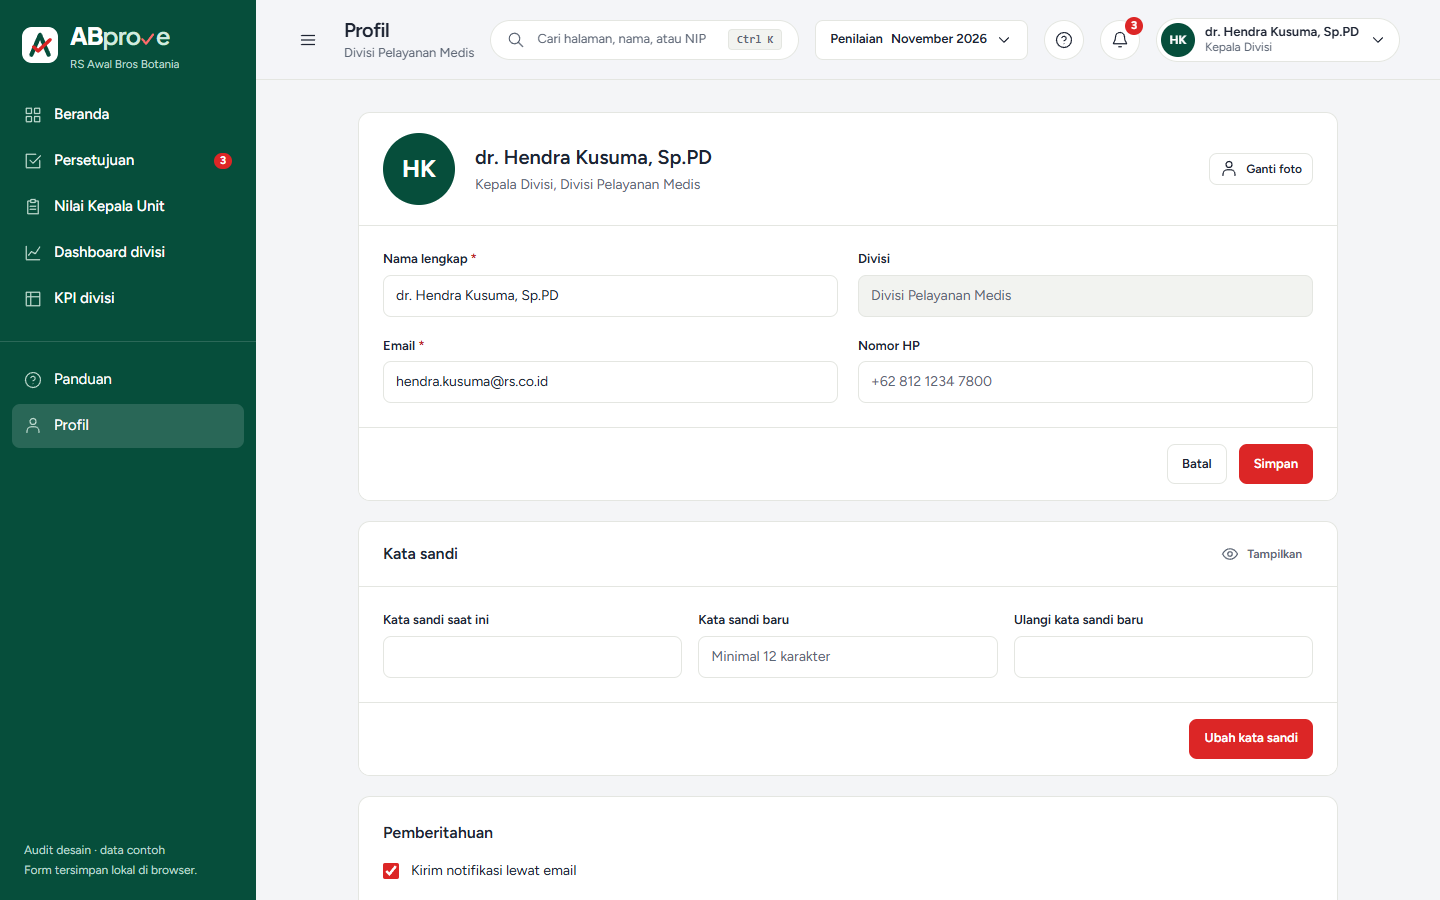 ABprove
RS Awal Bros Botania
Beranda
Persetujuan 3
Nilai Kepala Unit
Dashboard divisi
KPI divisi
Panduan
Profil
Audit desain · data contoh
Form tersimpan lokal di browser.
Profil
Divisi Pelayanan Medis
Cari halaman, nama, atau NIP Ctrl K
Penilaian November 2026
3
HK
dr. Hendra Kusuma, Sp.PD
Kepala Divisi
HK
dr. Hendra Kusuma, Sp.PD
Kepala Divisi, Divisi Pelayanan Medis
Ganti foto
Nama lengkap *
dr. Hendra Kusuma, Sp.PD
Divisi
Divisi Pelayanan Medis
Email *
hendra.kusuma@rs.co.id
Nomor HP
+62 812 1234 7800
Batal
Simpan
Kata sandi
Tampilkan
Kata sandi saat ini
Kata sandi baru
Minimal 12 karakter
Ulangi kata sandi baru
Ubah kata sandi
Pemberitahuan
Kirim notifikasi lewat email